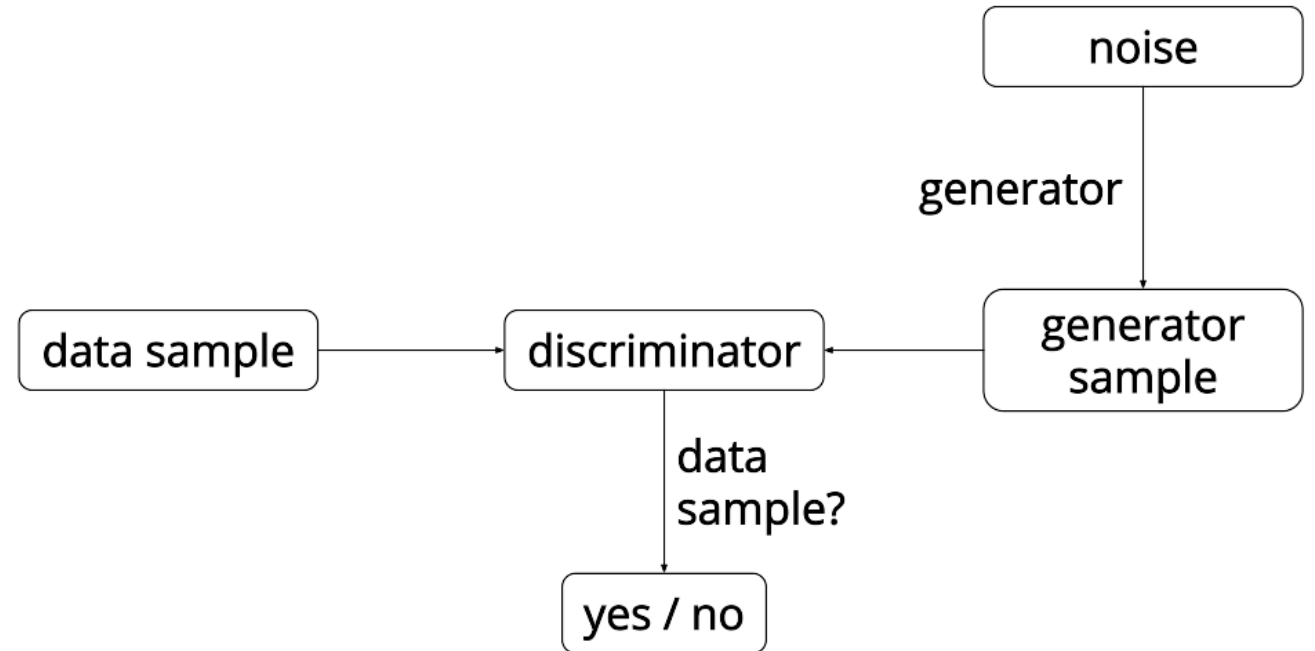 noise
generator
generator
sample
data sample
discriminator
data
sample?
yes / no